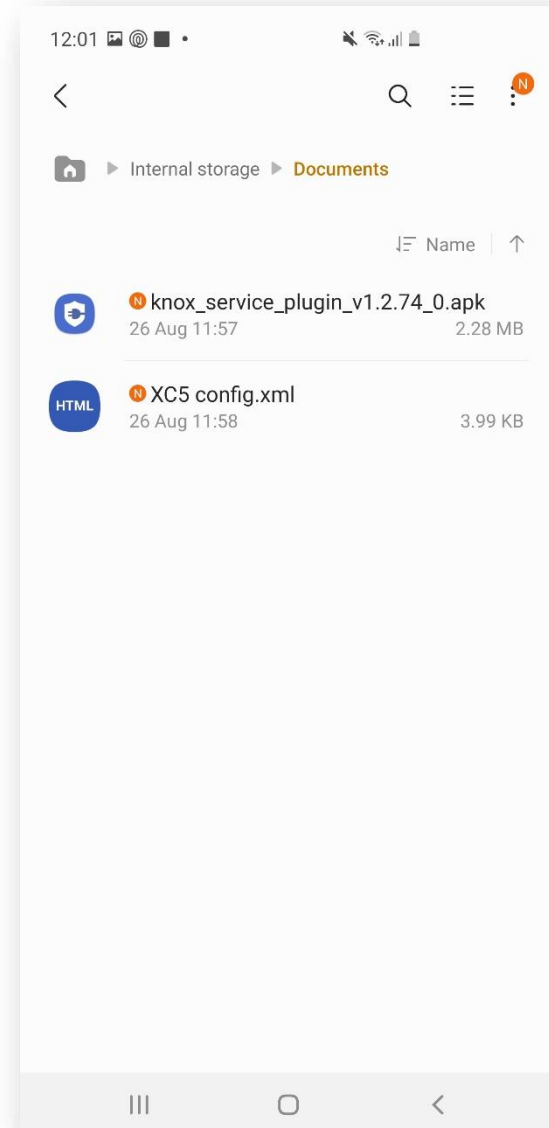 12:01
N
Internal storage Documents
Name
N knox_service_plugin_v1.2.74_0.apk
26 Aug 11:57 2.28 MB
HTML
N XC5 config.xml
26 Aug 11:58 3.99 KB